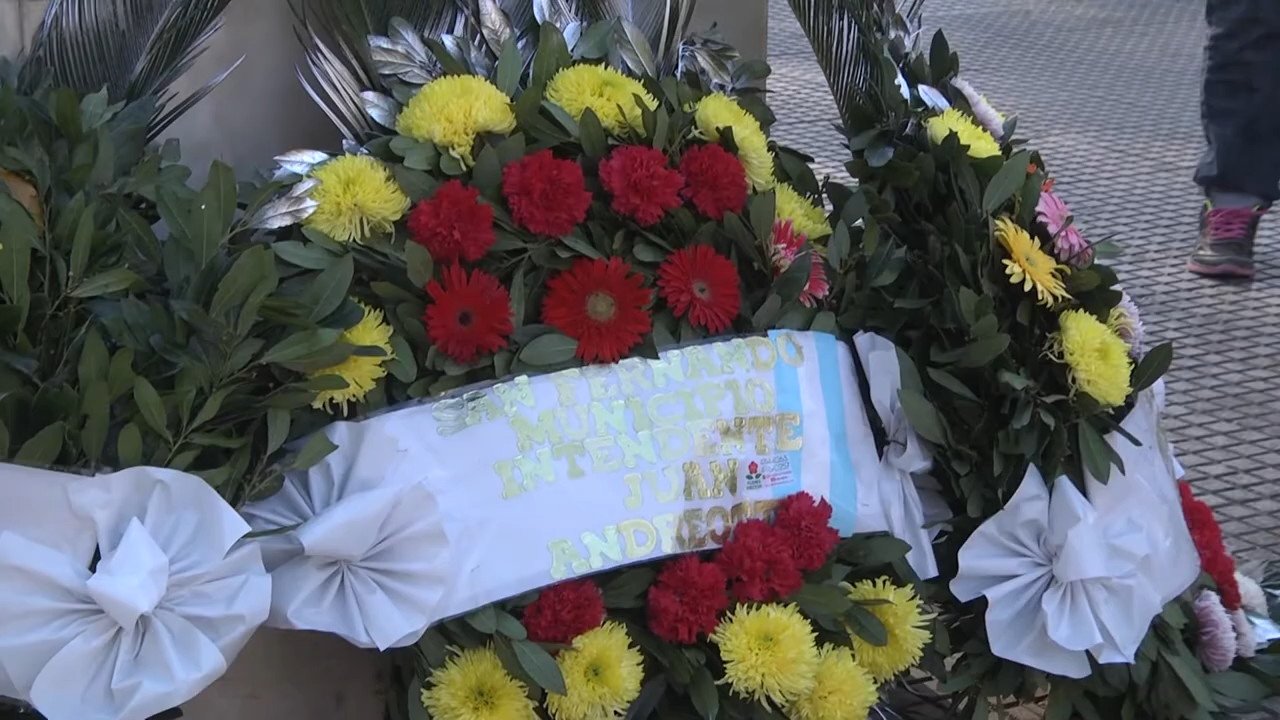 SAN FERNANDO
MUNICIPIO
INTENDENTE
JUAN
ANDREOTTI